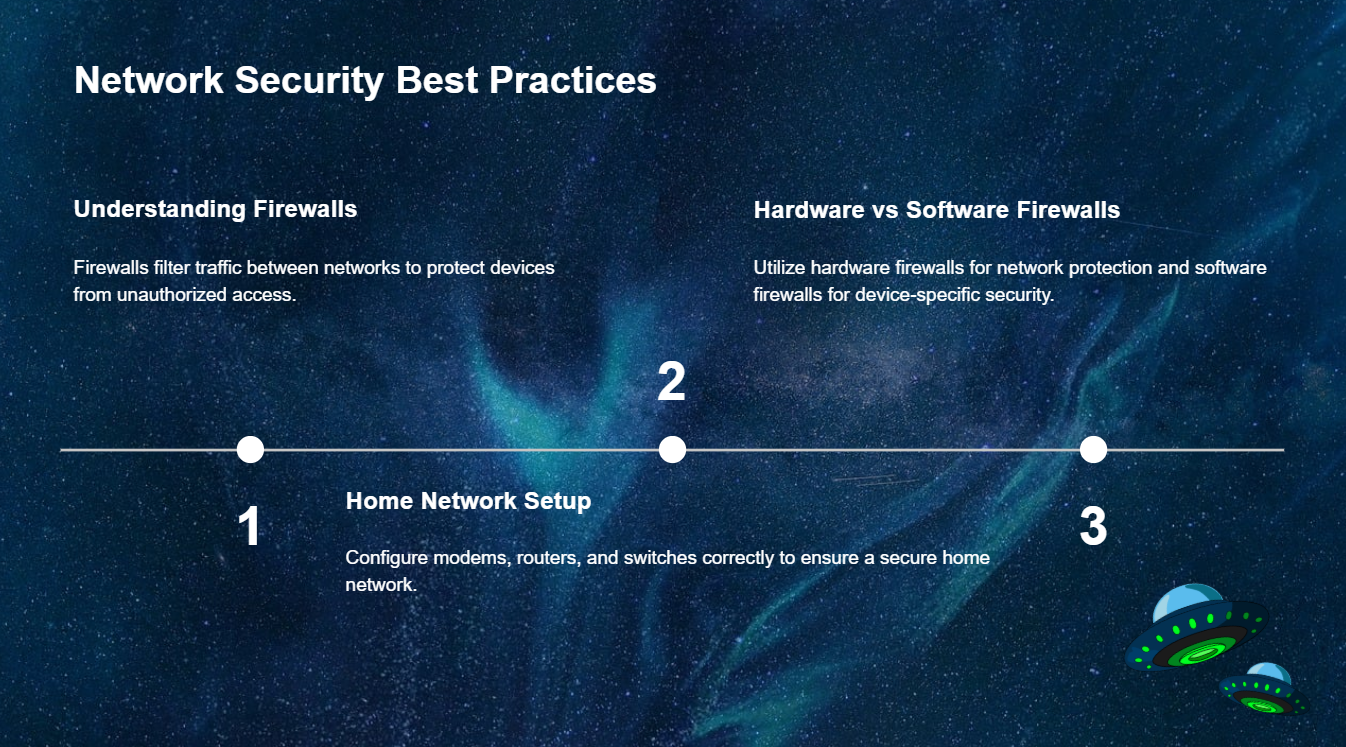 Network Security Best Practices
Understanding Firewalls
Firewalls filter traffic between networks to protect devices
from unauthorized access.
1
2
Home Network Setup
Configure modems, routers, and switches correctly to ensure a secure home
network.
Hardware vs Software Firewalls
Utilize hardware firewalls for network protection and software
firewalls for device-specific security.
3